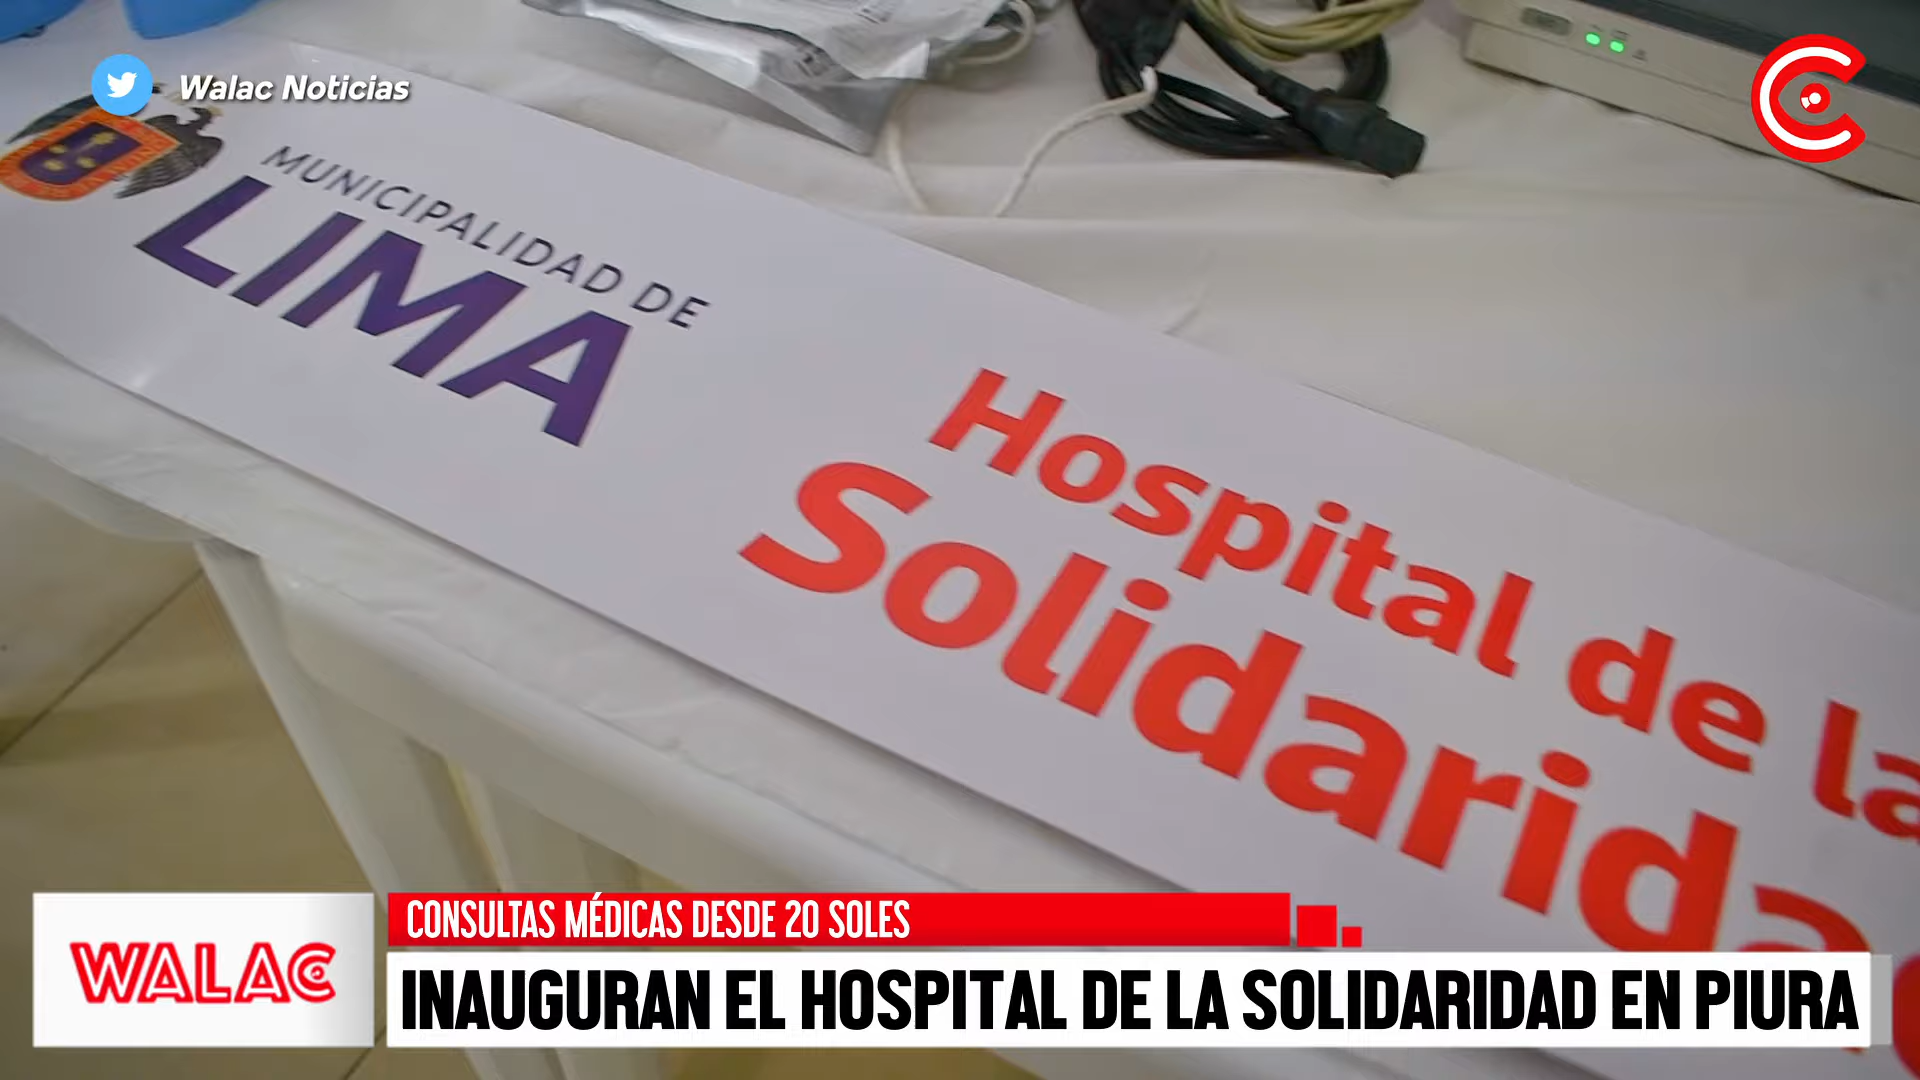 Walac Noticias
MUNICIPALIDAD DE
LIMA
Hospital de la
Solidarida
WALAC
CONSULTAS MÉDICAS DESDE 20 SOLES
INAUGURAN EL HOSPITAL DE LA SOLIDARIDAD EN PIURA